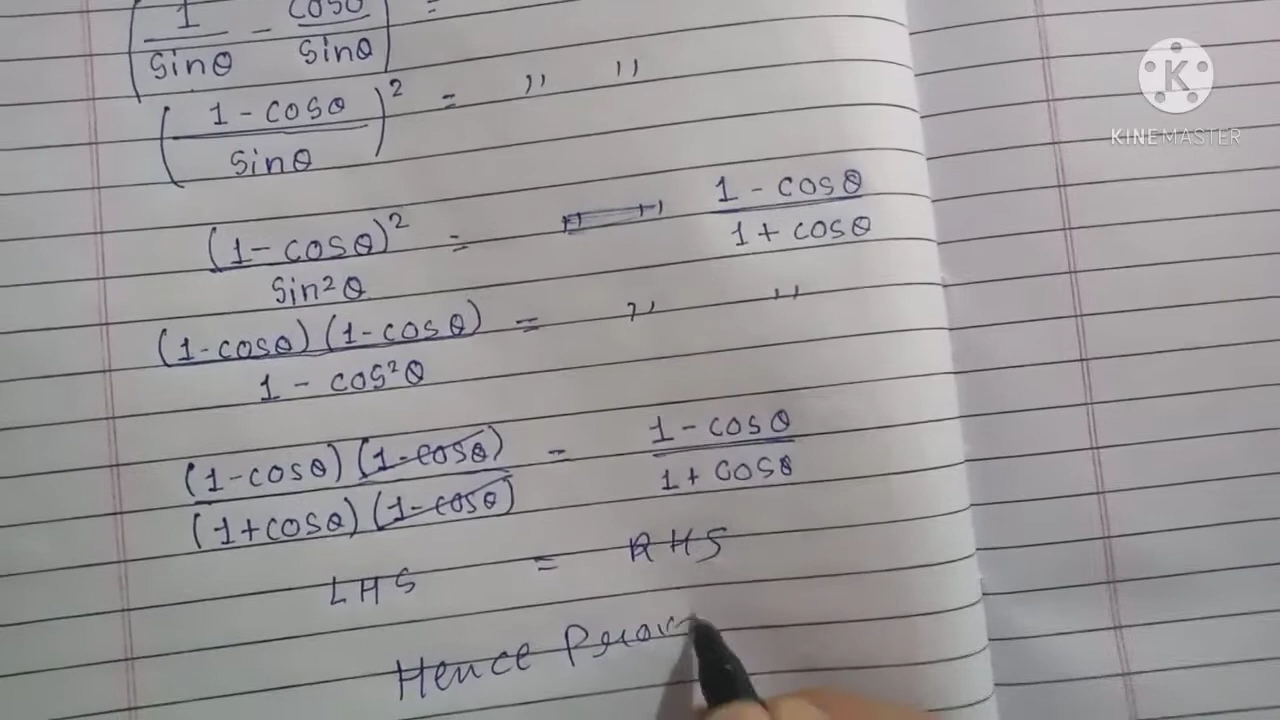 (1/sinθ - cosθ/sinθ) =
((1 - cosθ)/sinθ)² = " "
(1 - cosθ)²/sin²θ = (1 - cosθ)/(1 + cosθ)
(1-cosθ)(1-cosθ)/(1 - cos²θ) = " "
(1-cosθ)(1-cosθ)/(1+cosθ)(1-cosθ) = (1-cosθ)/(1+cosθ)
LHS = RHS
Hence
KINEMASTER